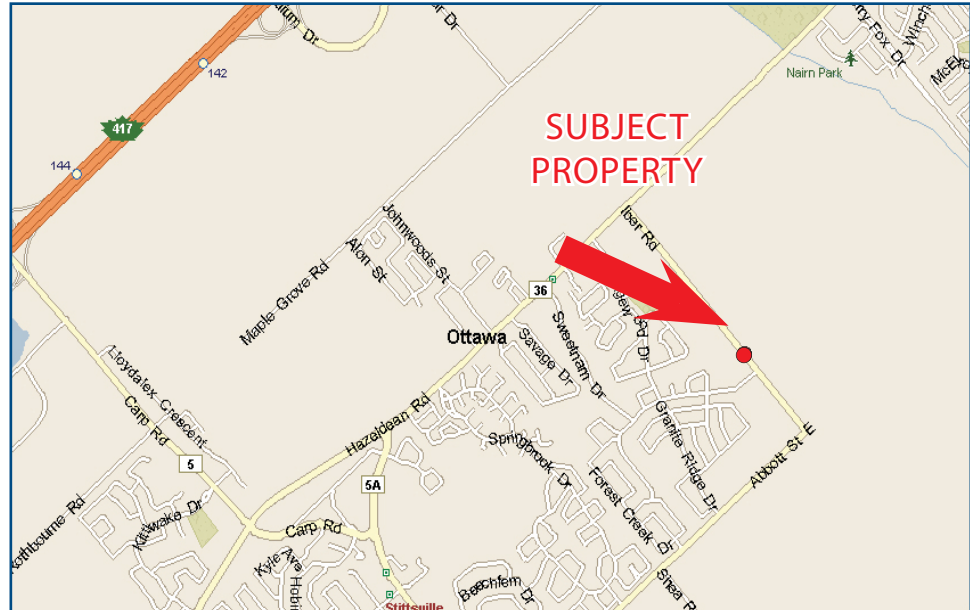 142
417
144
Nairn Park
SUBJECT
PROPERTY
Iber Rd
Johnwoods St
Alon St
Maple Grove Rd
36
Ottawa
Savage Dr
Sweetnam Dr
Granite Ridge Dr
Lloydalex Crescent
Carp Rd
5
Hazeldean Rd
5A
Springbrook Dr
Forest Creek Dr
Abbott St E
Kittiwake Dr
Carp Rd
Kyle Ave
Beechfern Dr
Shea R
Stittsville